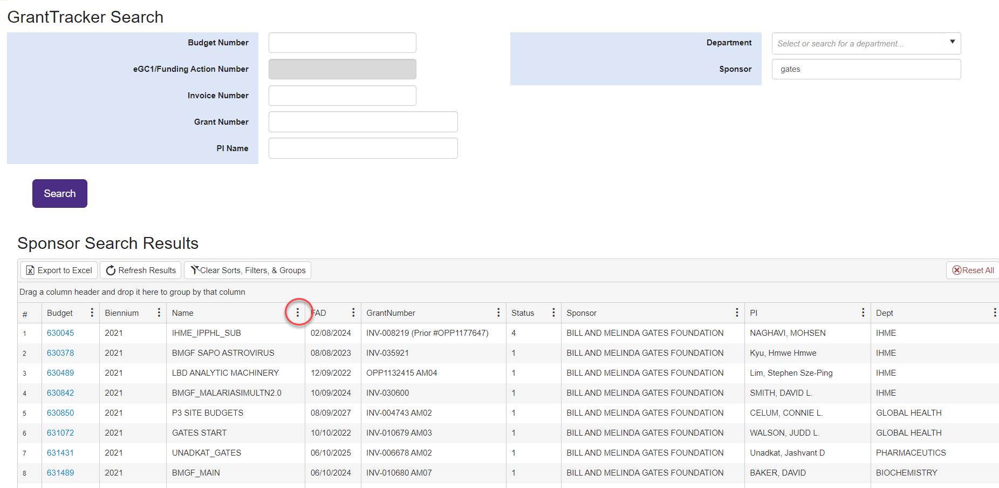 GrantTracker Search
Budget Number
eGC1/Funding Action Number
Invoice Number
Grant Number
PI Name
Department Select or search for a department...
Sponsor gates
Search
Sponsor Search Results
Export to Excel Refresh Results Clear Sorts, Filters, & Groups Reset All
Drag a column header and drop it here to group by that column
# Budget Biennium Name FAD GrantNumber Status Sponsor PI Dept
1 630045 2021 IHME_IPPHL_SUB 02/08/2024 INV-008219 (Prior #OPP1177647) 4 BILL AND MELINDA GATES FOUNDATION NAGHAVI, MOHSEN IHME
2 630378 2021 BMGF SAPO ASTROVIRUS 08/08/2023 INV-035921 1 BILL AND MELINDA GATES FOUNDATION Kyu, Hmwe Hmwe IHME
3 630489 2021 LBD ANALYTIC MACHINERY 12/09/2022 OPP1132415 AM04 1 BILL AND MELINDA GATES FOUNDATION Lim, Stephen Sze-Ping IHME
4 630842 2021 BMGF_MALARIASIMULTN2.0 10/09/2024 INV-030600 1 BILL AND MELINDA GATES FOUNDATION SMITH, DAVID L. IHME
5 630850 2021 P3 SITE BUDGETS 08/09/2027 INV-004743 AM02 1 BILL AND MELINDA GATES FOUNDATION CELUM, CONNIE L. GLOBAL HEALTH
6 631072 2021 GATES START 10/10/2022 INV-010679 AM03 1 BILL AND MELINDA GATES FOUNDATION WALSON, JUDD L. GLOBAL HEALTH
7 631431 2021 UNADKAT_GATES 06/10/2025 INV-006678 AM02 1 BILL AND MELINDA GATES FOUNDATION Unadkat, Jashvant D PHARMACEUTICS
8 631489 2021 BMGF_MAIN 06/10/2024 INV-010680 AM07 1 BILL AND MELINDA GATES FOUNDATION BAKER, DAVID BIOCHEMISTRY